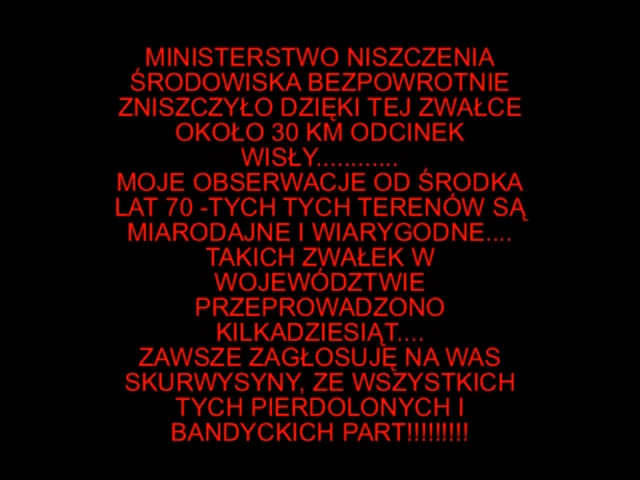 MINISTERSTWO NISZCZENIA
ŚRODOWISKA BEZPOWROTNIE
ZNISZCZYŁO DZIĘKI TEJ ZWAŁCE
OKOŁO 30 KM ODCINEK
WISŁY............
MOJE OBSERWACJE OD ŚRODKA
LAT 70 -TYCH TYCH TERENÓW SĄ
MIARODAJNE I WIARYGODNE....
TAKICH ZWAŁEK W
WOJEWÓDZTWIE
PRZEPROWADZONO
KILKADZIESIĄT....
ZAWSZE ZAGŁOSUJĘ NA WAS
SKURWYSYNY, ZE WSZYSTKICH
TYCH PIERDOLONYCH I
BANDYCKICH PART!!!!!!!!!